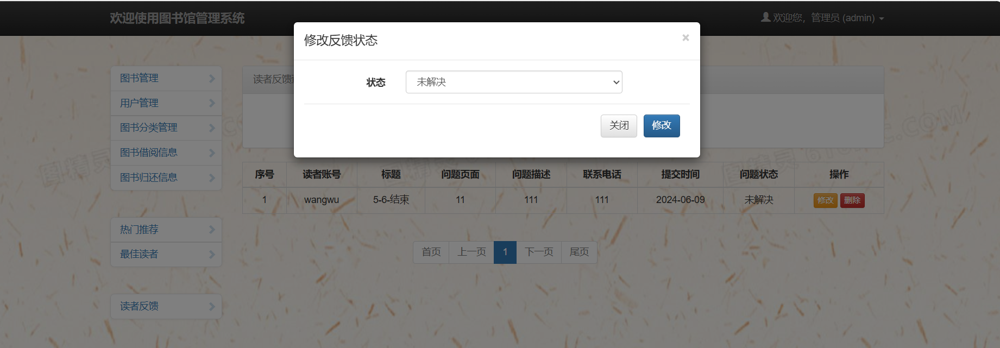 欢迎使用图书馆管理系统
欢迎您，管理员 (admin)
修改反馈状态
×
状态
未解决
关闭
修改
图书管理
用户管理
图书分类管理
图书借阅信息
图书归还信息
热门推荐
最佳读者
读者反馈
读者反馈
序号 读者账号 标题 问题页面 问题描述 联系电话 提交时间 问题状态 操作
1 wangwu 5-6-结束 11 111 111 2024-06-09 未解决 修改 删除
首页 上一页 1 下一页 尾页